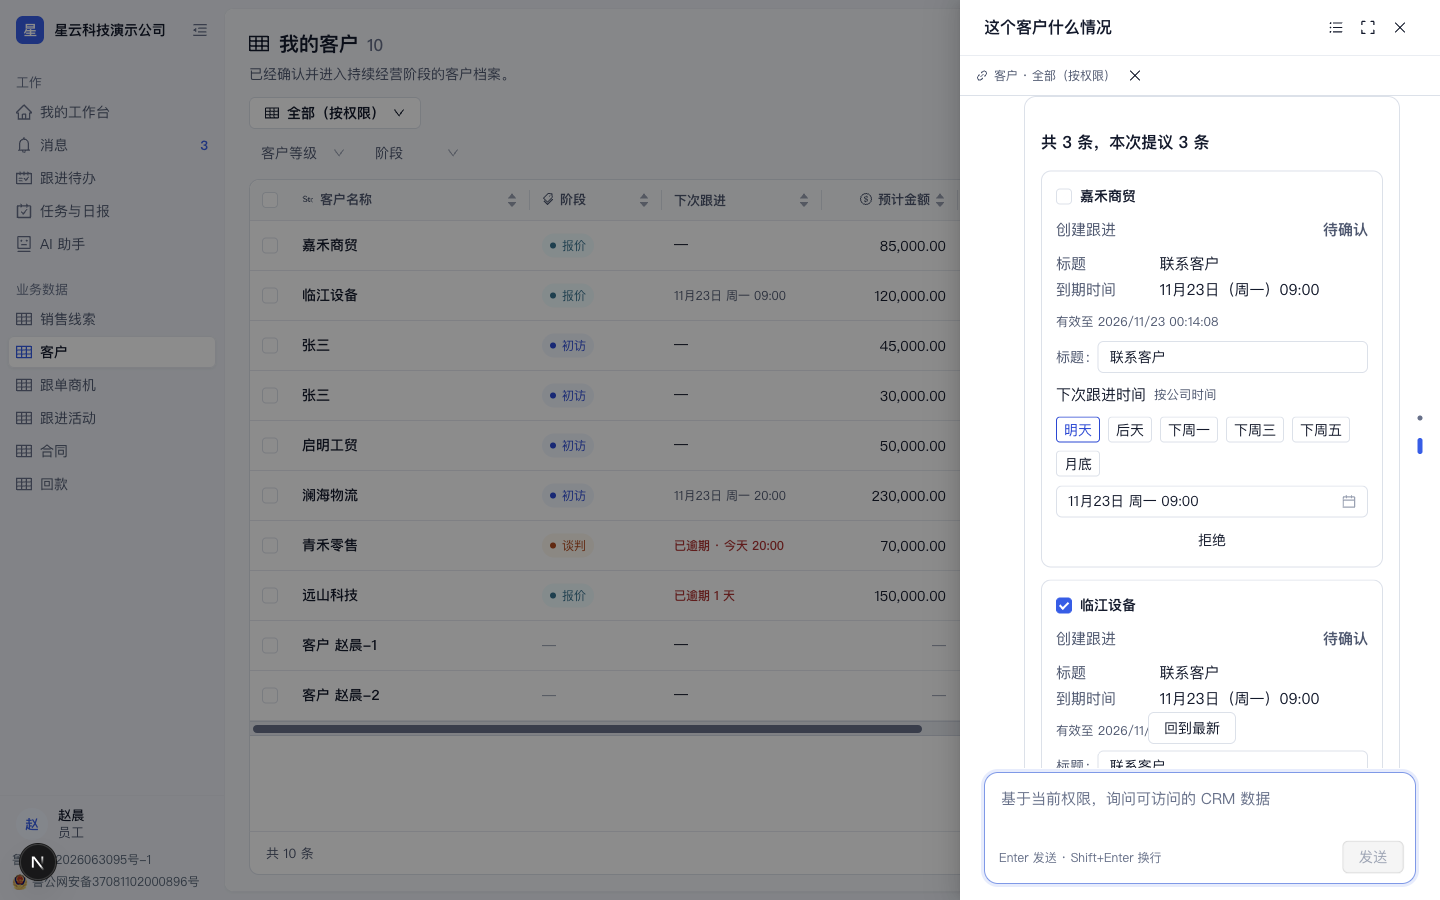 星 星云科技演示公司
工作
我的工作台
消息 3
跟进待办
任务与日报
AI 助手
业务数据
销售线索
客户
跟单商机
跟进活动
合同
回款
赵 赵晨
员工
2026063095号-1
公网安备37081102000896号
N
我的客户 10
已经确认并进入持续经营阶段的客户档案。
全部（按权限）
客户等级 阶段
Str 客户名称 阶段 下次跟进 预计金额
嘉禾商贸 报价 — 85,000.00
临江设备 报价 11月23日 周一 09:00 120,000.00
张三 初访 — 45,000.00
张三 初访 — 30,000.00
启明工贸 初访 — 50,000.00
澜海物流 初访 11月23日 周一 20:00 230,000.00
青禾零售 谈判 已逾期 · 今天 20:00 70,000.00
远山科技 报价 已逾期 1 天 150,000.00
客户 赵晨-1 — — —
客户 赵晨-2 — — —
共 10 条
这个客户什么情况
客户 · 全部（按权限）
共 3 条，本次提议 3 条
嘉禾商贸
创建跟进 待确认
标题 联系客户
到期时间 11月23日（周一）09:00
有效至 2026/11/23 00:14:08
标题： 联系客户
下次跟进时间 按公司时间
明天 后天 下周一 下周三 下周五
月底
11月23日 周一 09:00
拒绝
临江设备
创建跟进 待确认
标题 联系客户
到期时间 11月23日（周一）09:00
有效至 2026/11/
回到最新
标题： 联系客户
基于当前权限，询问可访问的 CRM 数据
Enter 发送 · Shift+Enter 换行
发送